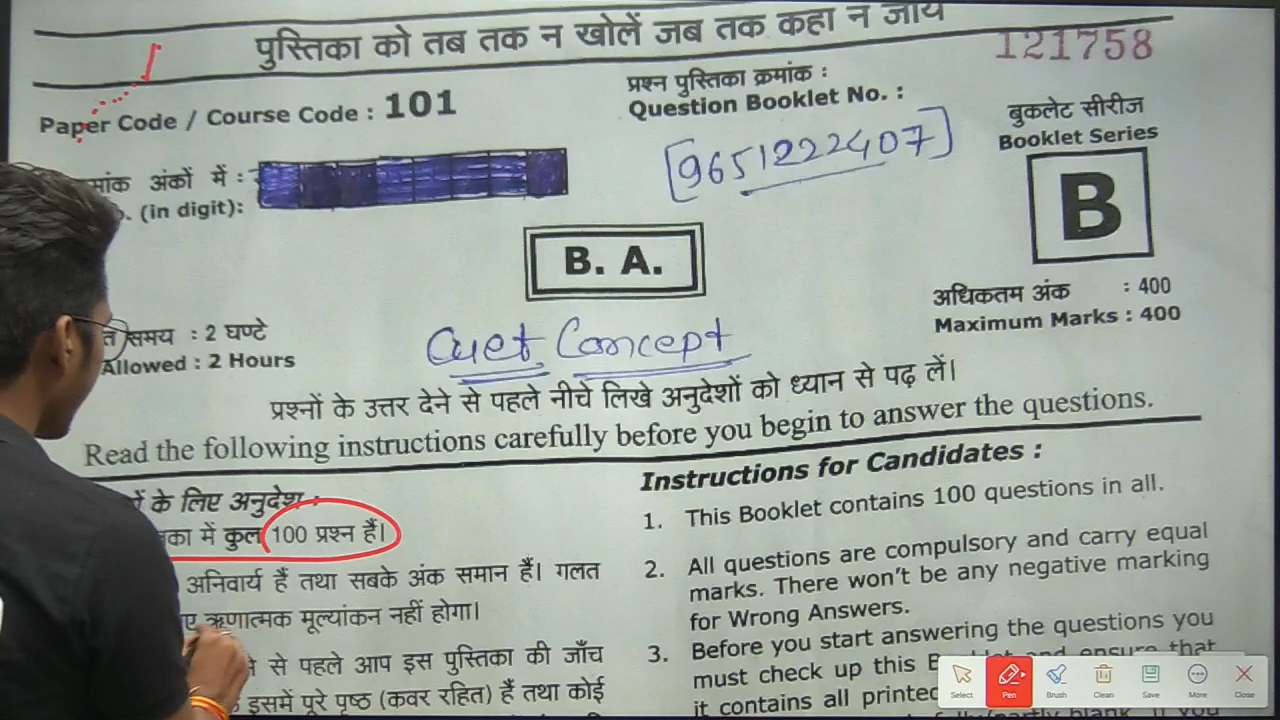 पुस्तिका को तब तक न खोलें जब तक कहा न जाय
121758
Paper Code / Course Code : 101
प्रश्न पुस्तिका क्रमांक :
Question Booklet No. :
[9651222407]
बुकलेट सीरीज
Booklet Series
B
मांक अंकों में :
(in digit):
B. A.
समय : 2 घण्टे
Allowed : 2 Hours
अधिकतम अंक : 400
Maximum Marks : 400
Cuet Concept
प्रश्नों के उत्तर देने से पहले नीचे लिखे अनुदेशों को ध्यान से पढ़ लें।
Read the following instructions carefully before you begin to answer the questions.
के लिए अनुदेश :
में कुल 100 प्रश्न हैं।
अनिवार्य हैं तथा सबके अंक समान हैं। गलत
ऋणात्मक मूल्यांकन नहीं होगा।
से पहले आप इस पुस्तिका की जाँच
इसमें पूरे पृष्ठ (कवर रहित) हैं तथा कोई
Instructions for Candidates :
1. This Booklet contains 100 questions in all.
2. All questions are compulsory and carry equal
marks. There won't be any negative marking
for Wrong Answers.
3. Before you start answering the questions you
must check up this Booklet and ensure that
it contains all printed
Select Pen Brush Clean Save More Close